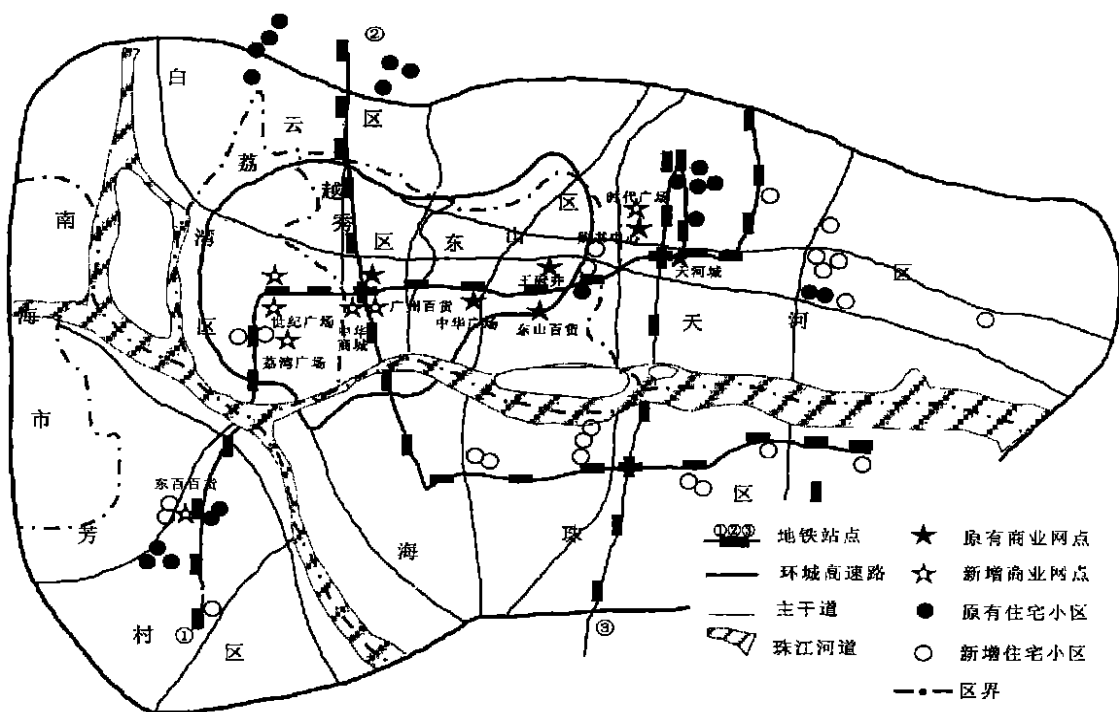 ②
白
云
区
荔
越
秀
区
东
山
区
时代广场
南
湾
天河城
王府井
广州百货
中华广场
东山百货
世纪广场
中华
商城
荔湾广场
海
区
天
河
区
市
东百百货
芳
海
珠
区
村
区
①
③
①②③
地铁站点
环城高速路
主干道
珠江河道
原有商业网点
新增商业网点
原有住宅小区
新增住宅小区
区界